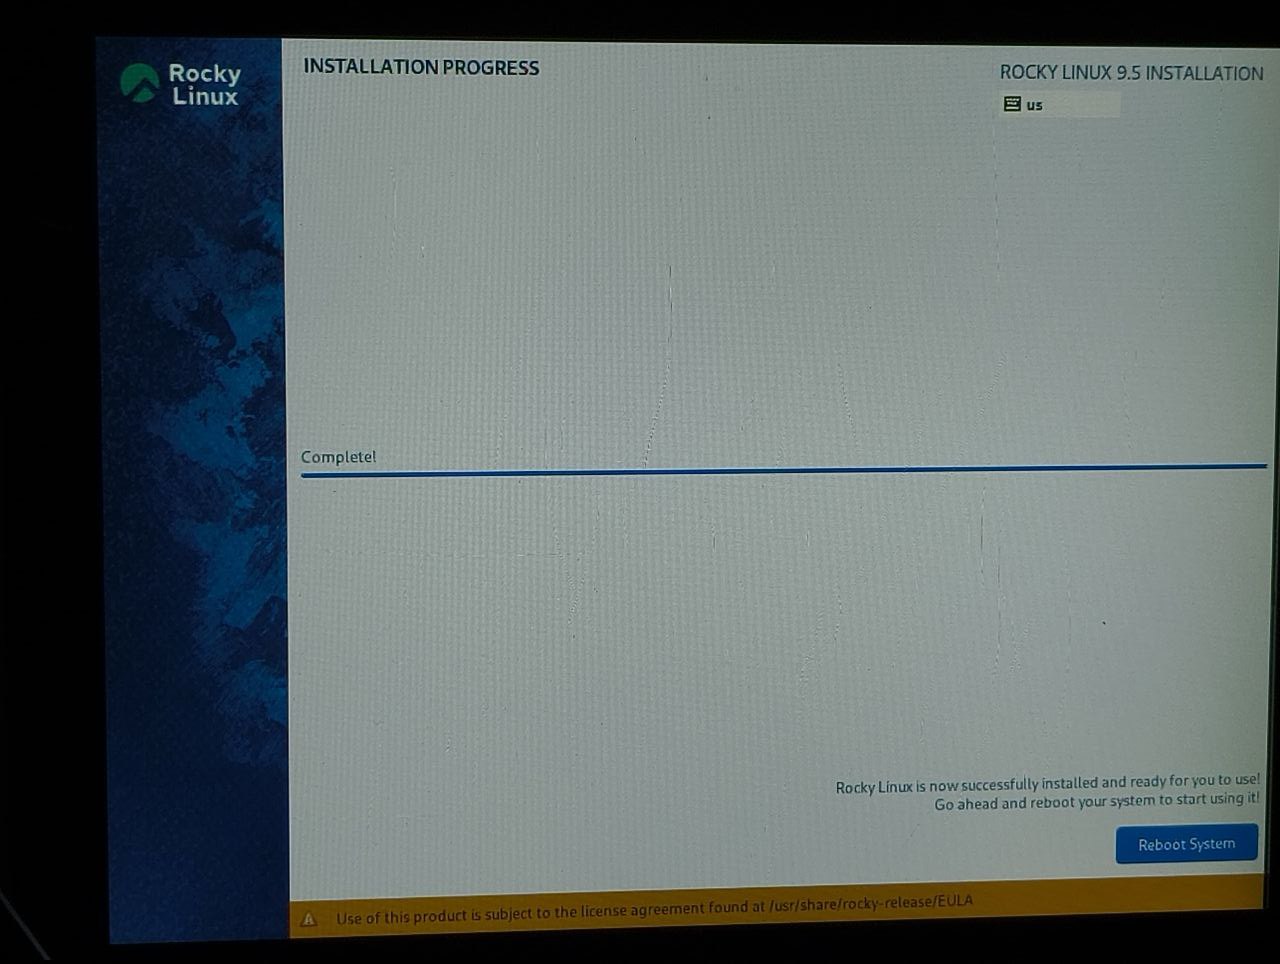 Rocky
Linux
INSTALLATION PROGRESS
ROCKY LINUX 9.5 INSTALLATION
us
Complete!
Rocky Linux is now successfully installed and ready for you to use!
Go ahead and reboot your system to start using it!
Reboot System
Use of this product is subject to the license agreement found at /usr/share/rocky-release/EULA